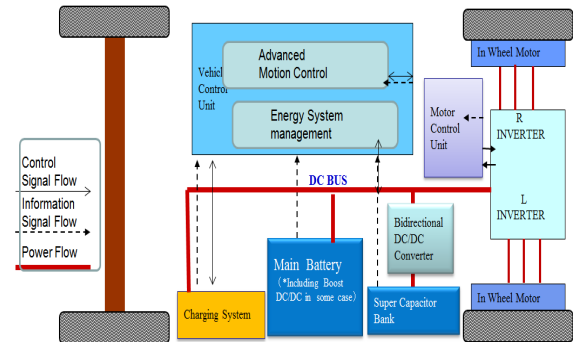 In Wheel Motor
Advanced
Motion Control
Vehicl
Control
Unit
Energy System
management
Motor
Control
Unit
R
INVERTER
L
INVERTER
Control
Signal Flow
Information
Signal Flow
Power Flow
DC BUS
Bidirectional
DC/DC
Converter
Main Battery
(*Including Boost
DC/DC in some case)
Charging System
Super Capacitor
Bank
In Wheel Motor